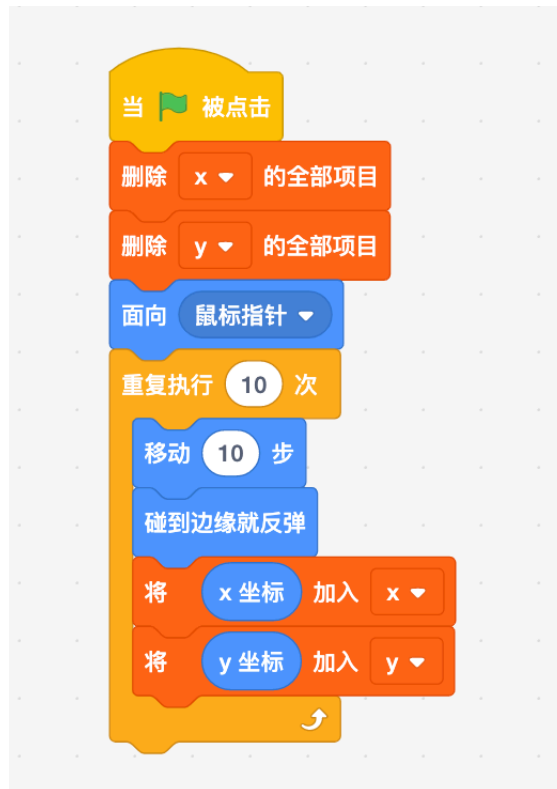 当 被点击
删除 x 的全部项目
删除 y 的全部项目
面向 鼠标指针
重复执行 10 次
移动 10 步
碰到边缘就反弹
将 x 坐标 加入 x
将 y 坐标 加入 y